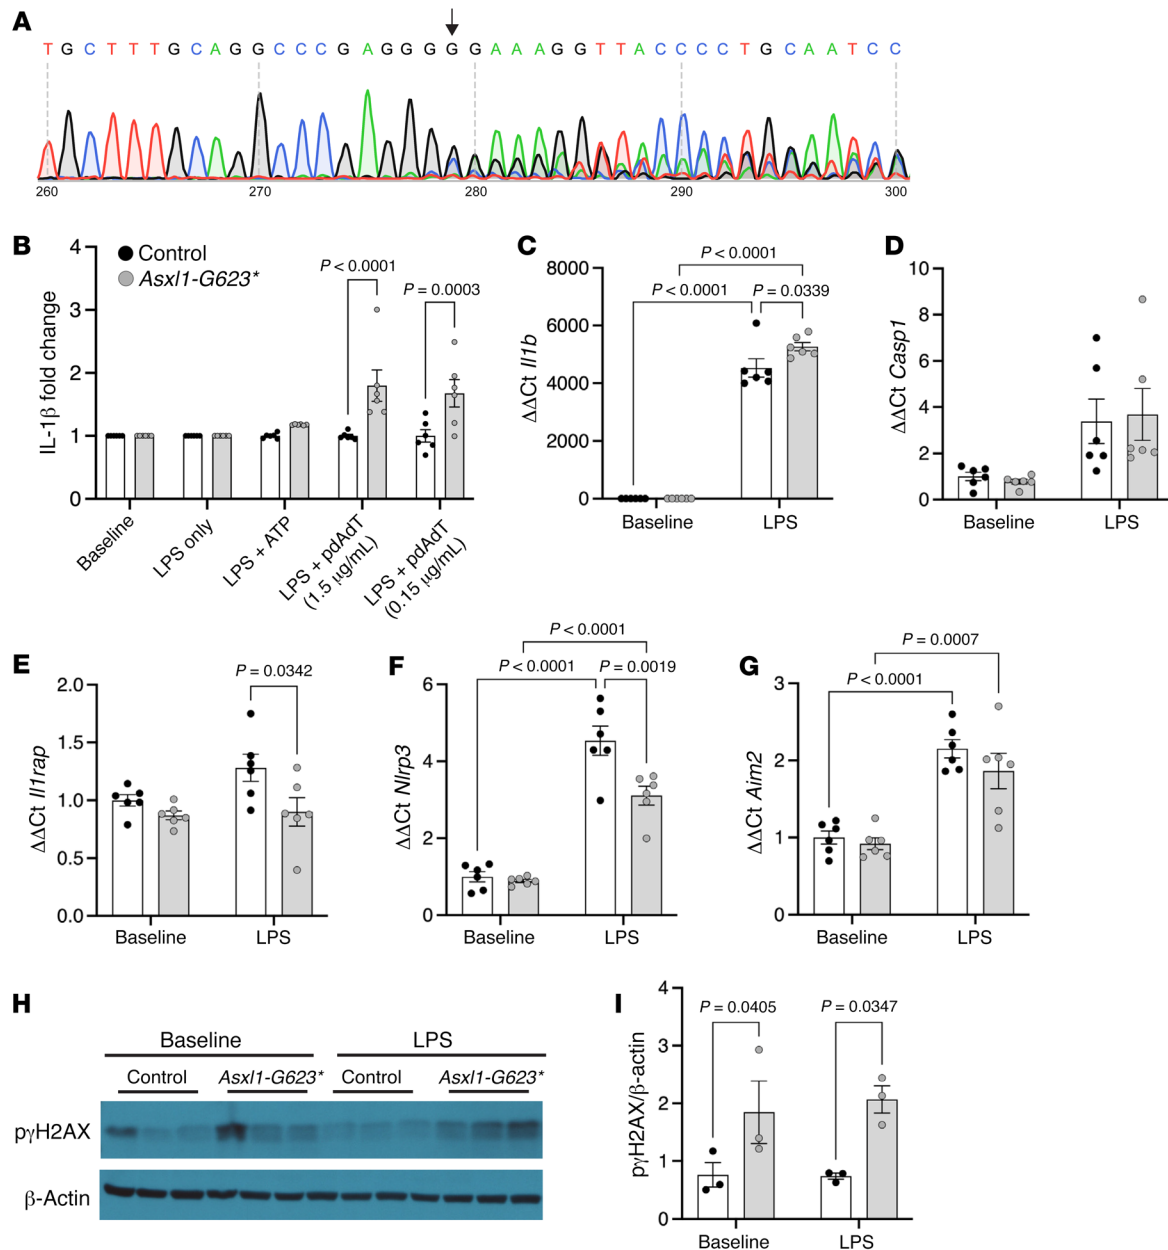 A
T G C T T T G C A G G C C C G A G G G G G A A A G G T T A C C C C T G C A A T C C
260 270 280 290 300
B
Control
Asxl1-G623*
P < 0.0001
P = 0.0003
IL-1β fold change
4
3
2
1
0
Baseline
LPS only
LPS + ATP
LPS + pdAdT
(1.5 μg/mL)
LPS + pdAdT
(0.15 μg/mL)
C
P < 0.0001
P < 0.0001
P = 0.0339
ΔΔCt Il1b
8000
6000
4000
2000
0
Baseline LPS
D
ΔΔCt Casp1
10
8
6
4
2
0
Baseline LPS
E
P = 0.0342
ΔΔCt Il1rap
2.0
1.5
1.0
0.5
0.0
Baseline LPS
F
P < 0.0001
P < 0.0001
P = 0.0019
ΔΔCt Nlrp3
6
4
2
0
Baseline LPS
G
P = 0.0007
P < 0.0001
ΔΔCt Aim2
3
2
1
0
Baseline LPS
H
Baseline LPS
Control Asxl1-G623* Control Asxl1-G623*
pγH2AX
β-Actin
I
P = 0.0405 P = 0.0347
pγH2AX/β-actin
4
3
2
1
0
Baseline LPS